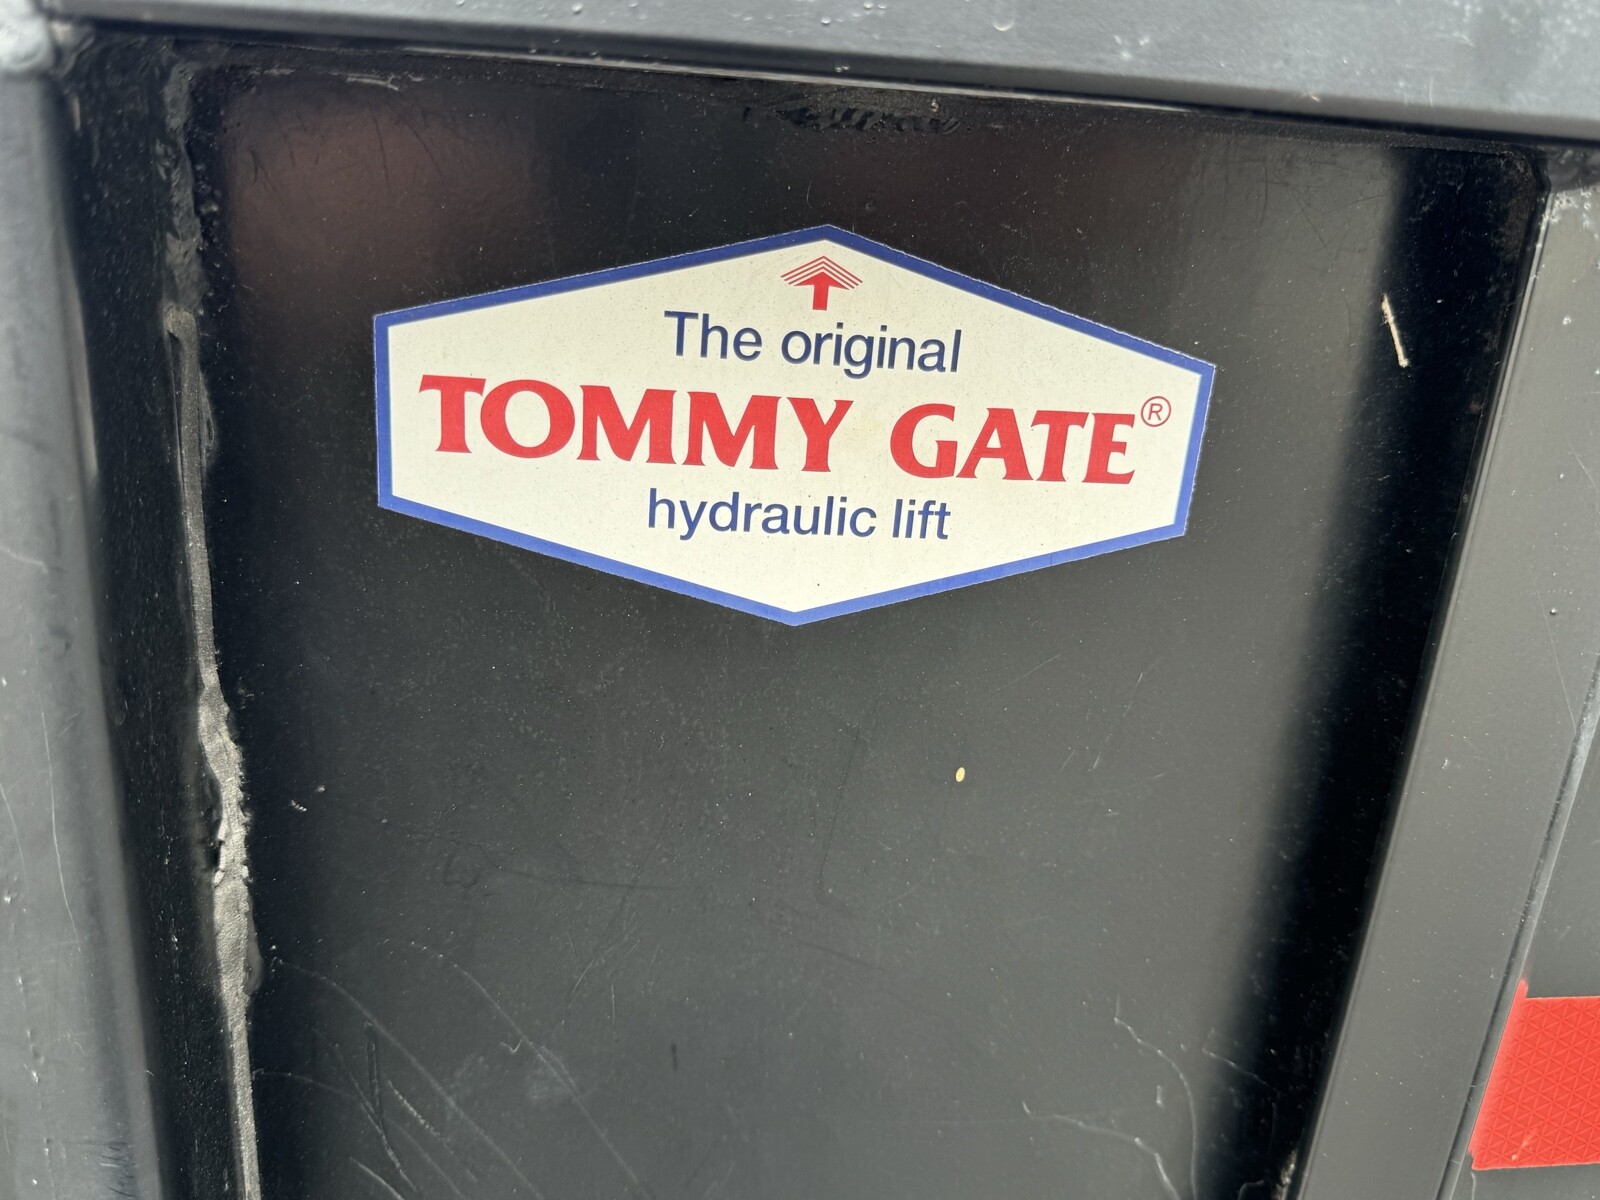 The original
TOMMY GATE®
hydraulic lift